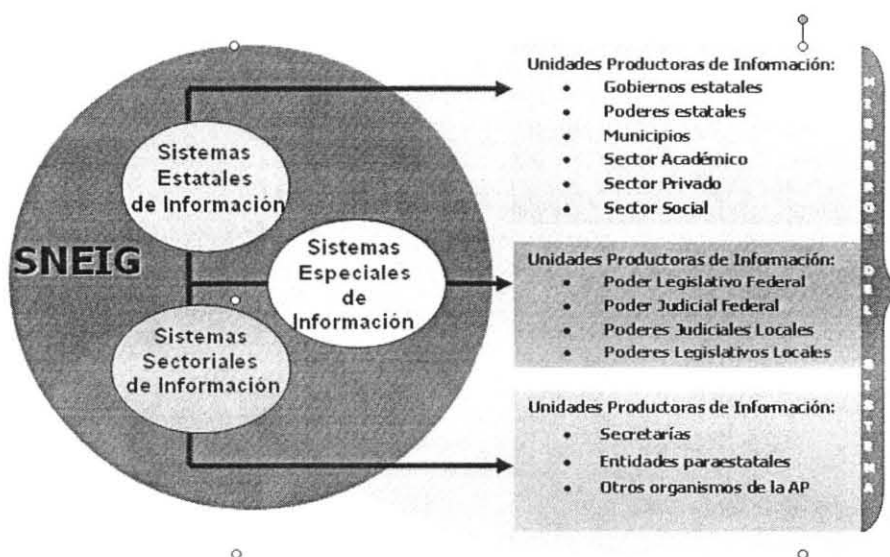 SNEIG
Sistemas
Estatales
de Información
Sistemas
Especiales
de
Información
Sistemas
Sectoriales
de Información
Unidades Productoras de Información:
• Gobiernos estatales
• Poderes estatales
• Municipios
• Sector Académico
• Sector Privado
• Sector Social
Unidades Productoras de Información:
• Poder Legislativo Federal
• Poder Judicial Federal
• Poderes Judiciales Locales
• Poderes Legislativos Locales
Unidades Productoras de Información:
• Secretarías
• Entidades paraestatales
• Otros organismos de la AP
MIEMBROS DEL SISTEMA